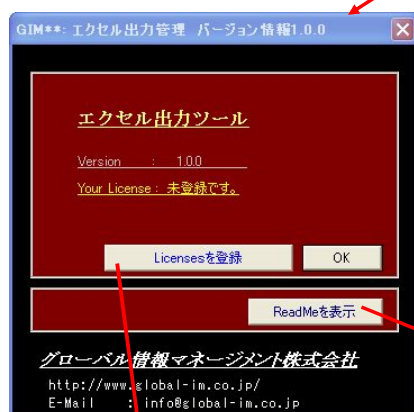 GIM**: エクセル出力管理 バージョン情報1.0.0
エクセル出力ツール
Version : 1.0.0
Your License : 未登録です。
Licensesを登録
OK
ReadMeを表示
グローバル情報マネージメント株式会社
http://www.global-im.co.jp/
E-Mail : info@global-im.co.jp